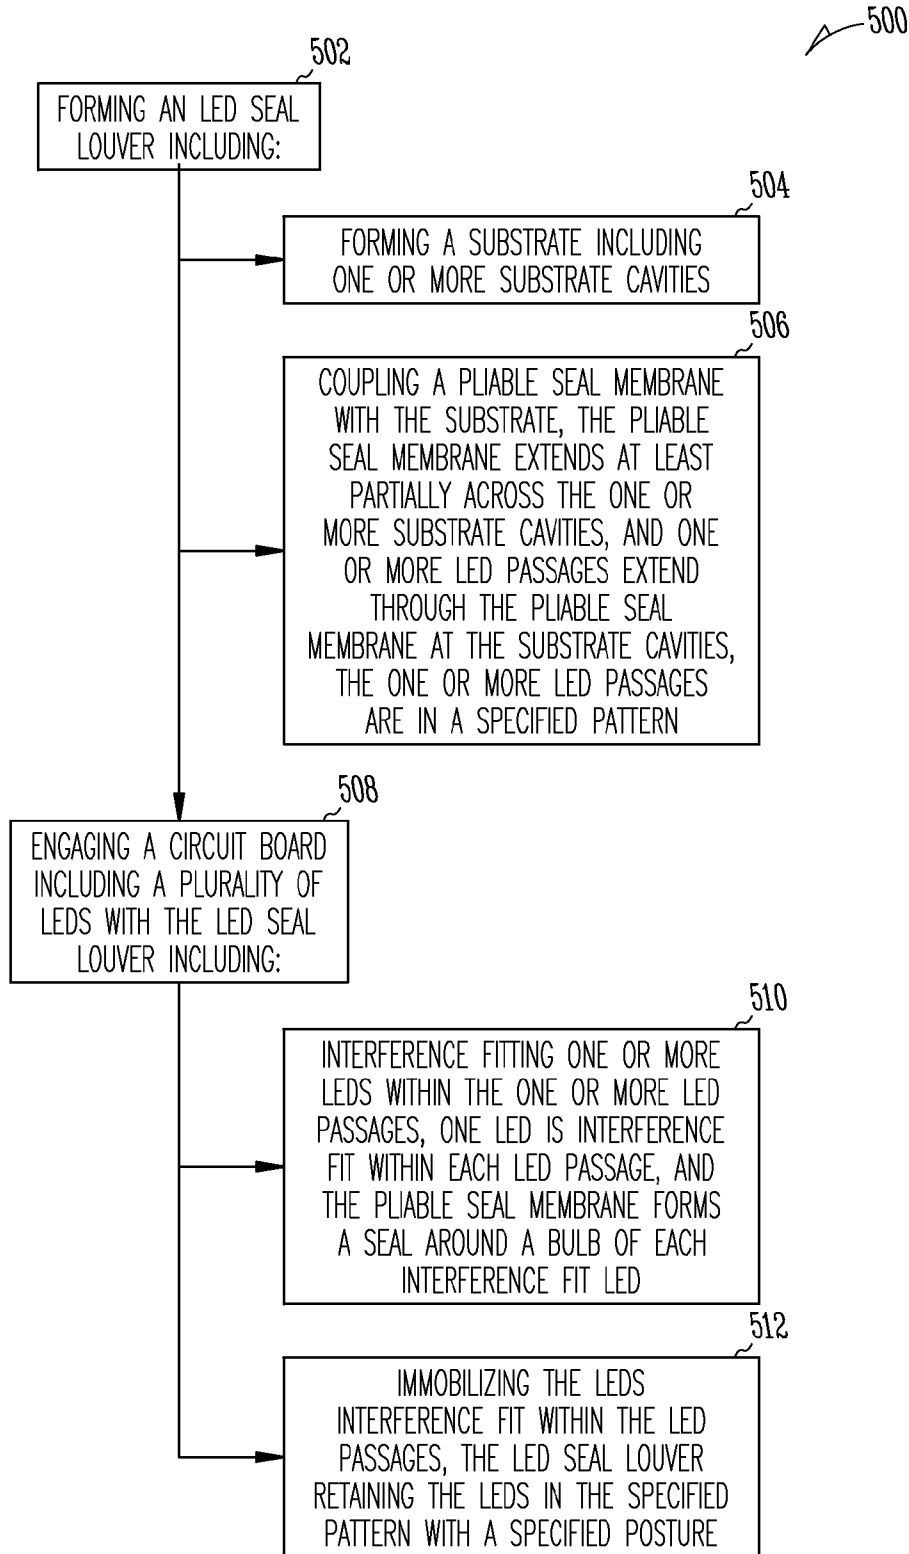 500
502
FORMING AN LED SEAL
LOUVER INCLUDING:
504
FORMING A SUBSTRATE INCLUDING
ONE OR MORE SUBSTRATE CAVITIES
506
COUPLING A PLIABLE SEAL MEMBRANE
WITH THE SUBSTRATE, THE PLIABLE
SEAL MEMBRANE EXTENDS AT LEAST
PARTIALLY ACROSS THE ONE OR
MORE SUBSTRATE CAVITIES, AND ONE
OR MORE LED PASSAGES EXTEND
THROUGH THE PLIABLE SEAL
MEMBRANE AT THE SUBSTRATE CAVITIES,
THE ONE OR MORE LED PASSAGES
ARE IN A SPECIFIED PATTERN
508
ENGAGING A CIRCUIT BOARD
INCLUDING A PLURALITY OF
LEDS WITH THE LED SEAL
LOUVER INCLUDING:
510
INTERFERENCE FITTING ONE OR MORE
LEDS WITHIN THE ONE OR MORE LED
PASSAGES, ONE LED IS INTERFERENCE
FIT WITHIN EACH LED PASSAGE, AND
THE PLIABLE SEAL MEMBRANE FORMS
A SEAL AROUND A BULB OF EACH
INTERFERENCE FIT LED
512
IMMOBILIZING THE LEDS
INTERFERENCE FIT WITHIN THE LED
PASSAGES, THE LED SEAL LOUVER
RETAINING THE LEDS IN THE SPECIFIED
PATTERN WITH A SPECIFIED POSTURE